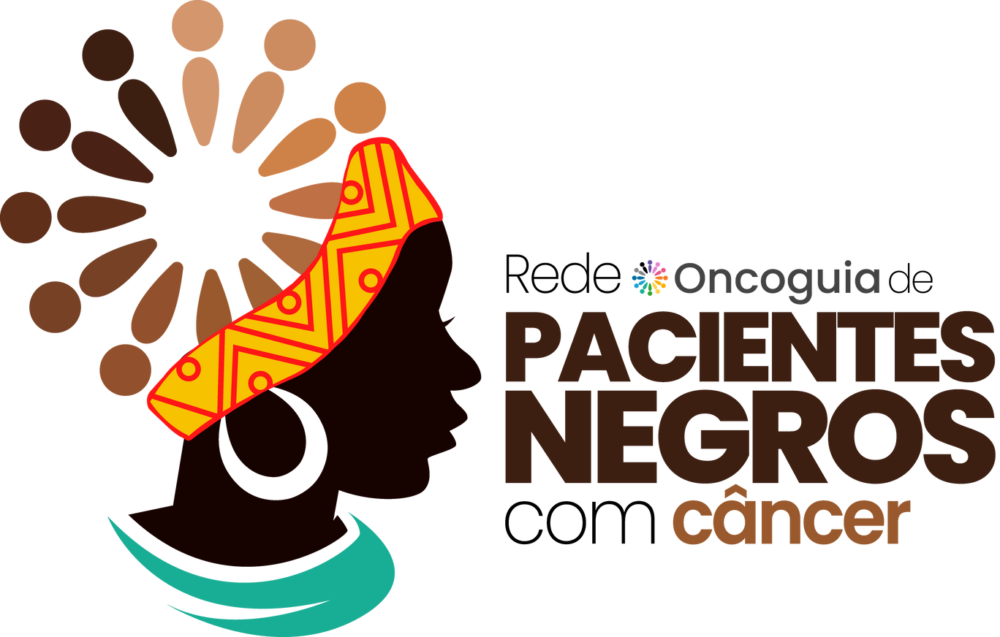 Rede Oncoguia de
PACIENTES
NEGROS
com câncer